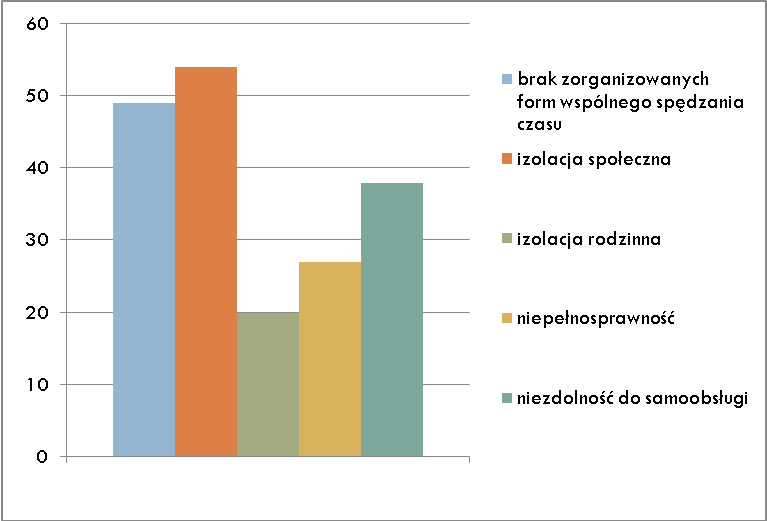 60
50
40
30
20
10
0
brak zorganizowanych
form wspólnego spędzania
czasu
izolacja społeczna
izolacja rodzinna
niepełnosprawność
niezdolność do samoobsługi